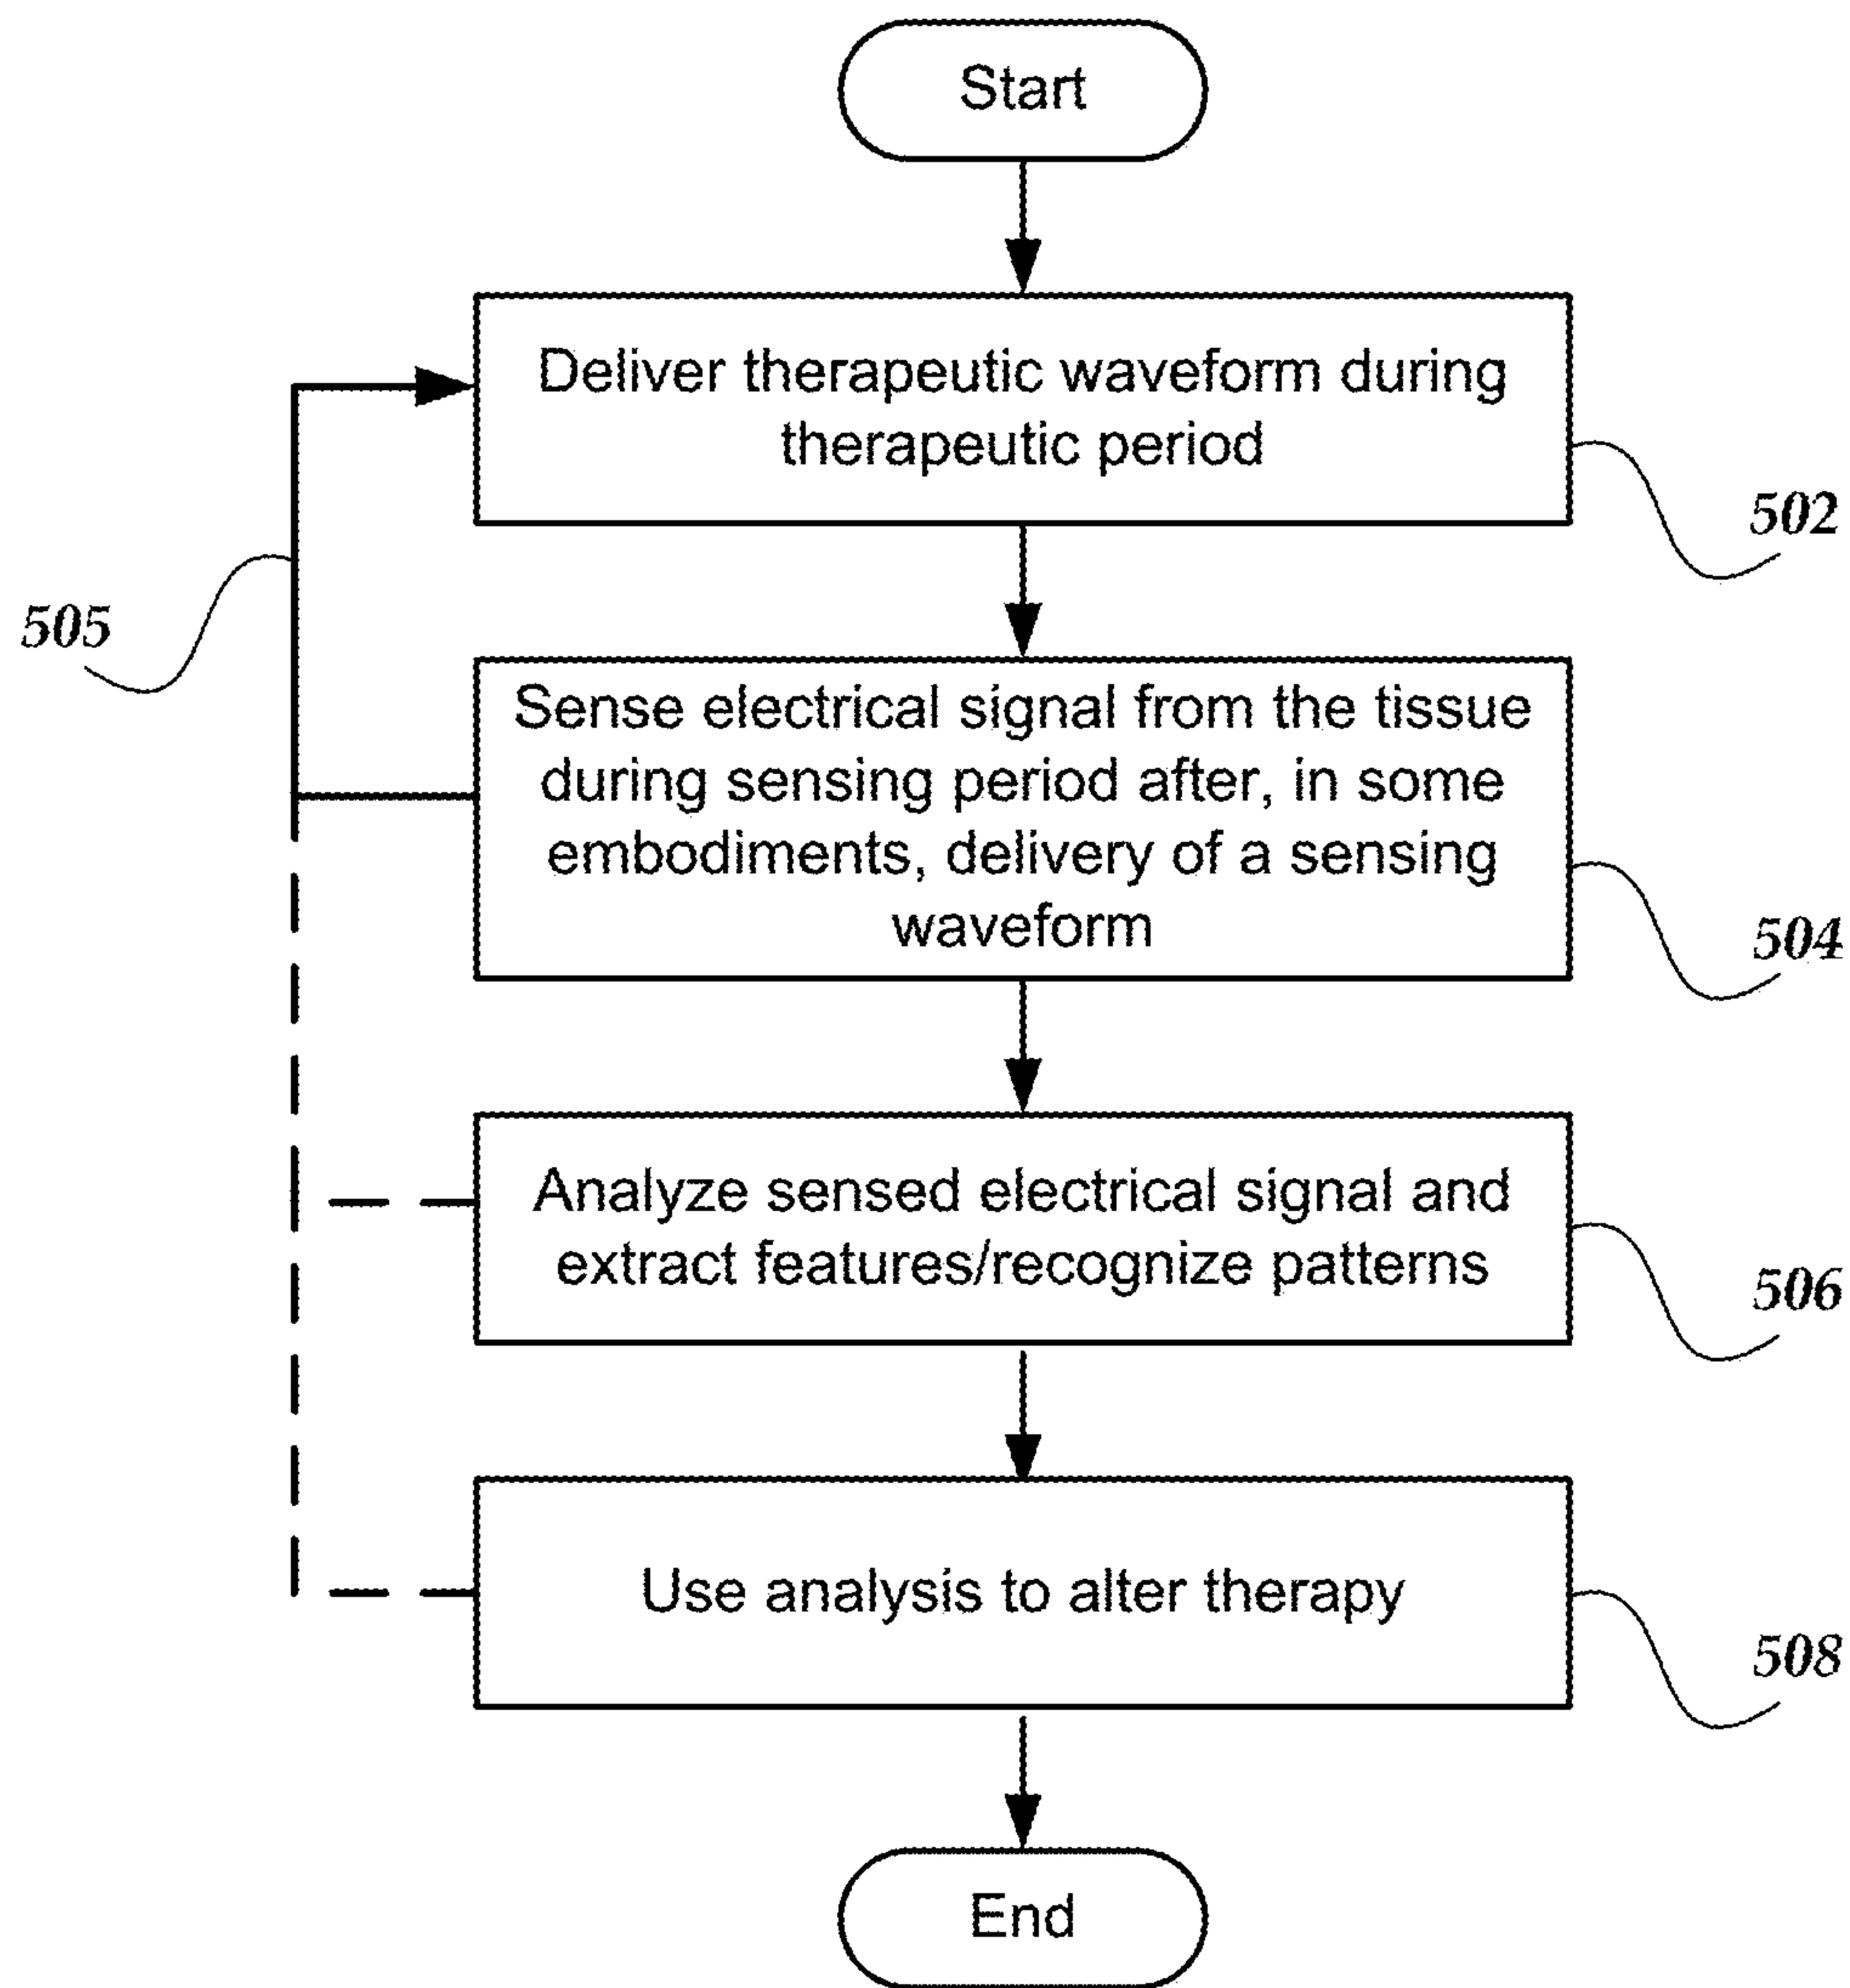 Start
Deliver therapeutic waveform during
therapeutic period
502
505
Sense electrical signal from the tissue
during sensing period after, in some
embodiments, delivery of a sensing
waveform
504
Analyze sensed electrical signal and
extract features/recognize patterns
506
Use analysis to alter therapy
508
End